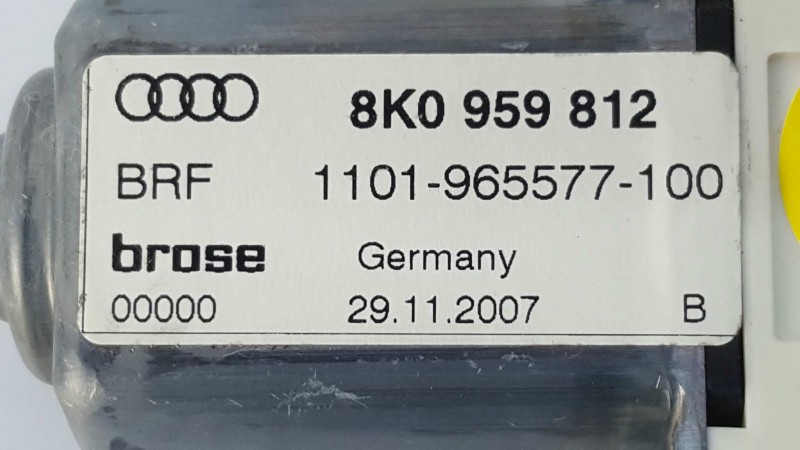 8K0 959 812
BRF 1101-965577-100
brose Germany
00000 29.11.2007 B